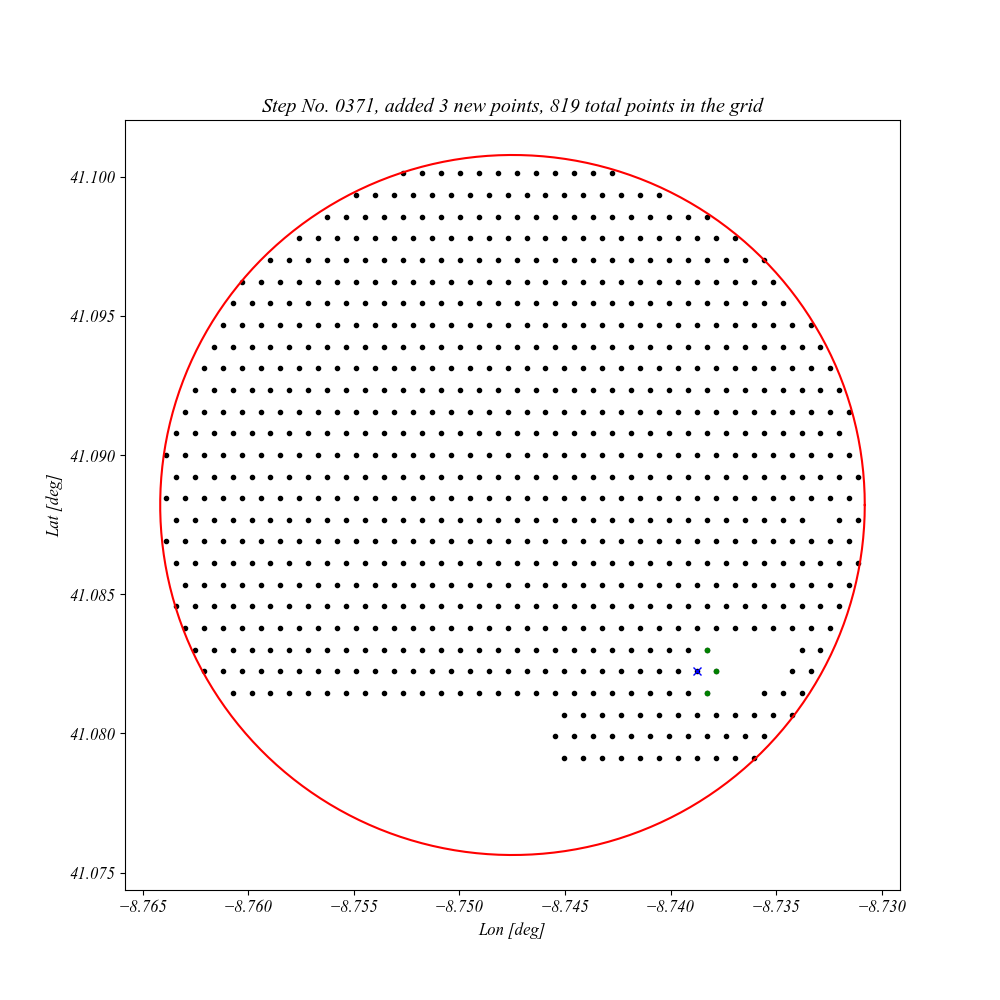 Step No. 0371, added 3 new points, 819 total points in the grid
41.100
41.095
41.090
41.085
41.080
41.075
Lat [deg]
−8.765 −8.760 −8.755 −8.750 −8.745 −8.740 −8.735 −8.730
Lon [deg]